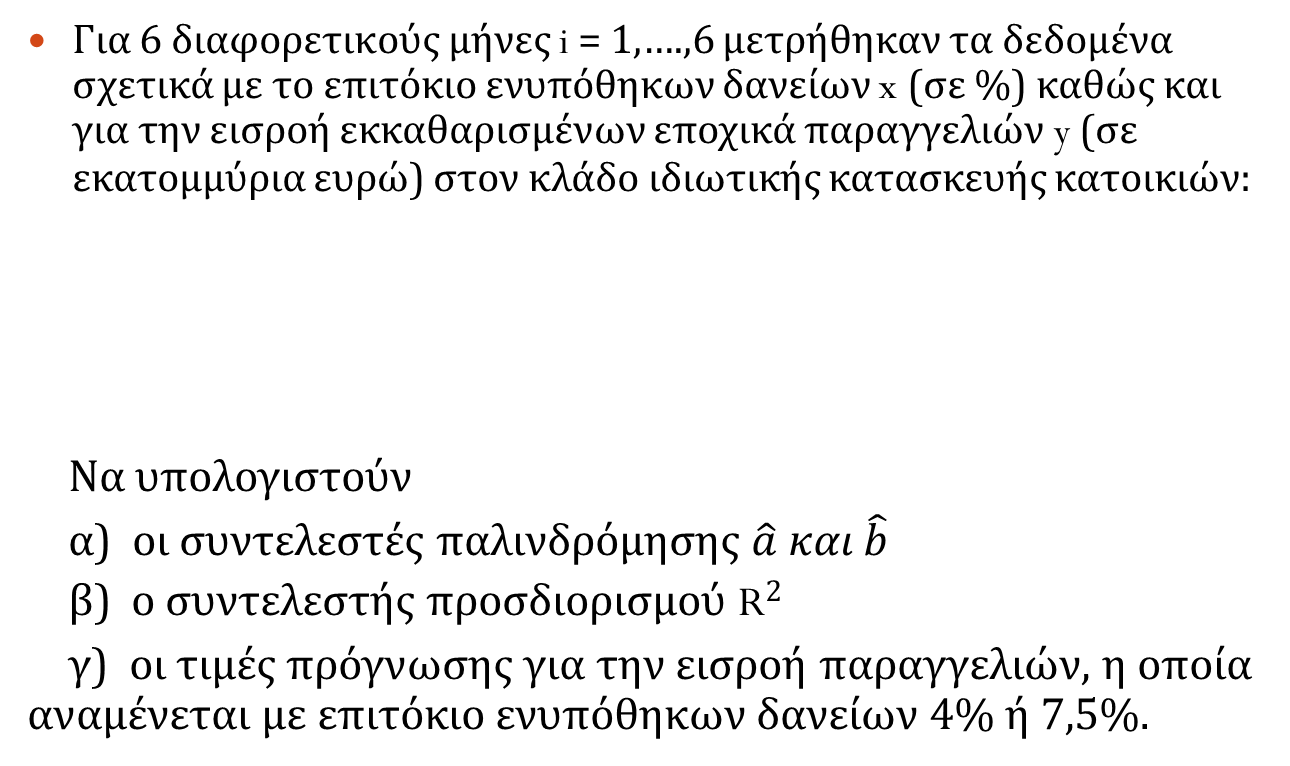 • Για 6 διαφορετικούς μήνες i = 1,….,6 μετρήθηκαν τα δεδομένα
σχετικά με το επιτόκιο ενυπόθηκων δανείων x (σε %) καθώς και
για την εισροή εκκαθαρισμένων εποχικά παραγγελιών y (σε
εκατομμύρια ευρώ) στον κλάδο ιδιωτικής κατασκευής κατοικιών:
Να υπολογιστούν
α) οι συντελεστές παλινδρόμησης â και b̂
β) ο συντελεστής προσδιορισμού R²
γ) οι τιμές πρόγνωσης για την εισροή παραγγελιών, η οποία
αναμένεται με επιτόκιο ενυπόθηκων δανείων 4% ή 7,5%.